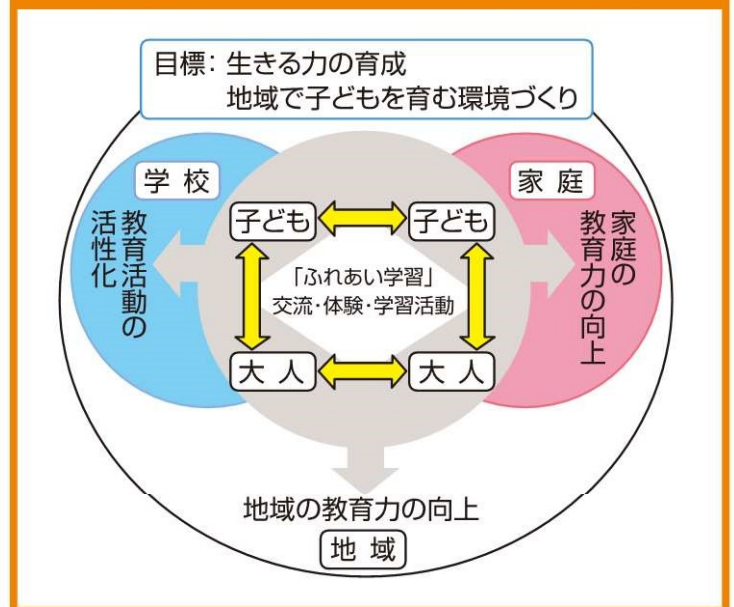 目標： 生きる力の育成
地域で子どもを育む環境づくり
学 校
家 庭
教育活動の
活性化
子ども
子ども
家庭の
教育力の向上
「ふれあい学習」
交流・体験・学習活動
大 人
大 人
地域の教育力の向上
地 域